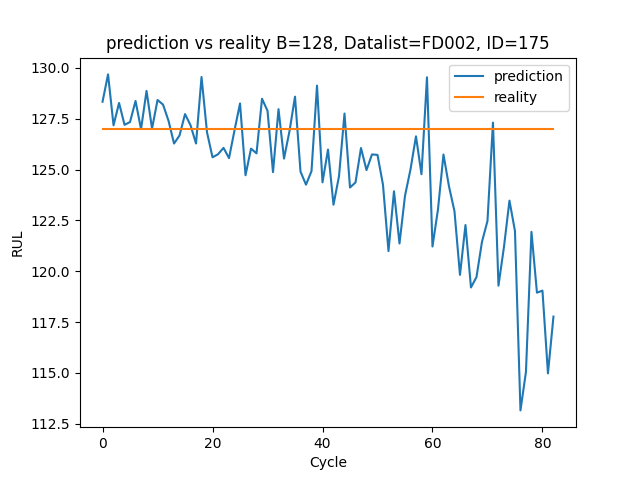 prediction vs reality B=128, Datalist=FD002, ID=175
prediction
reality
130.0
127.5
125.0
122.5
120.0
117.5
115.0
112.5
RUL
0 20 40 60 80
Cycle